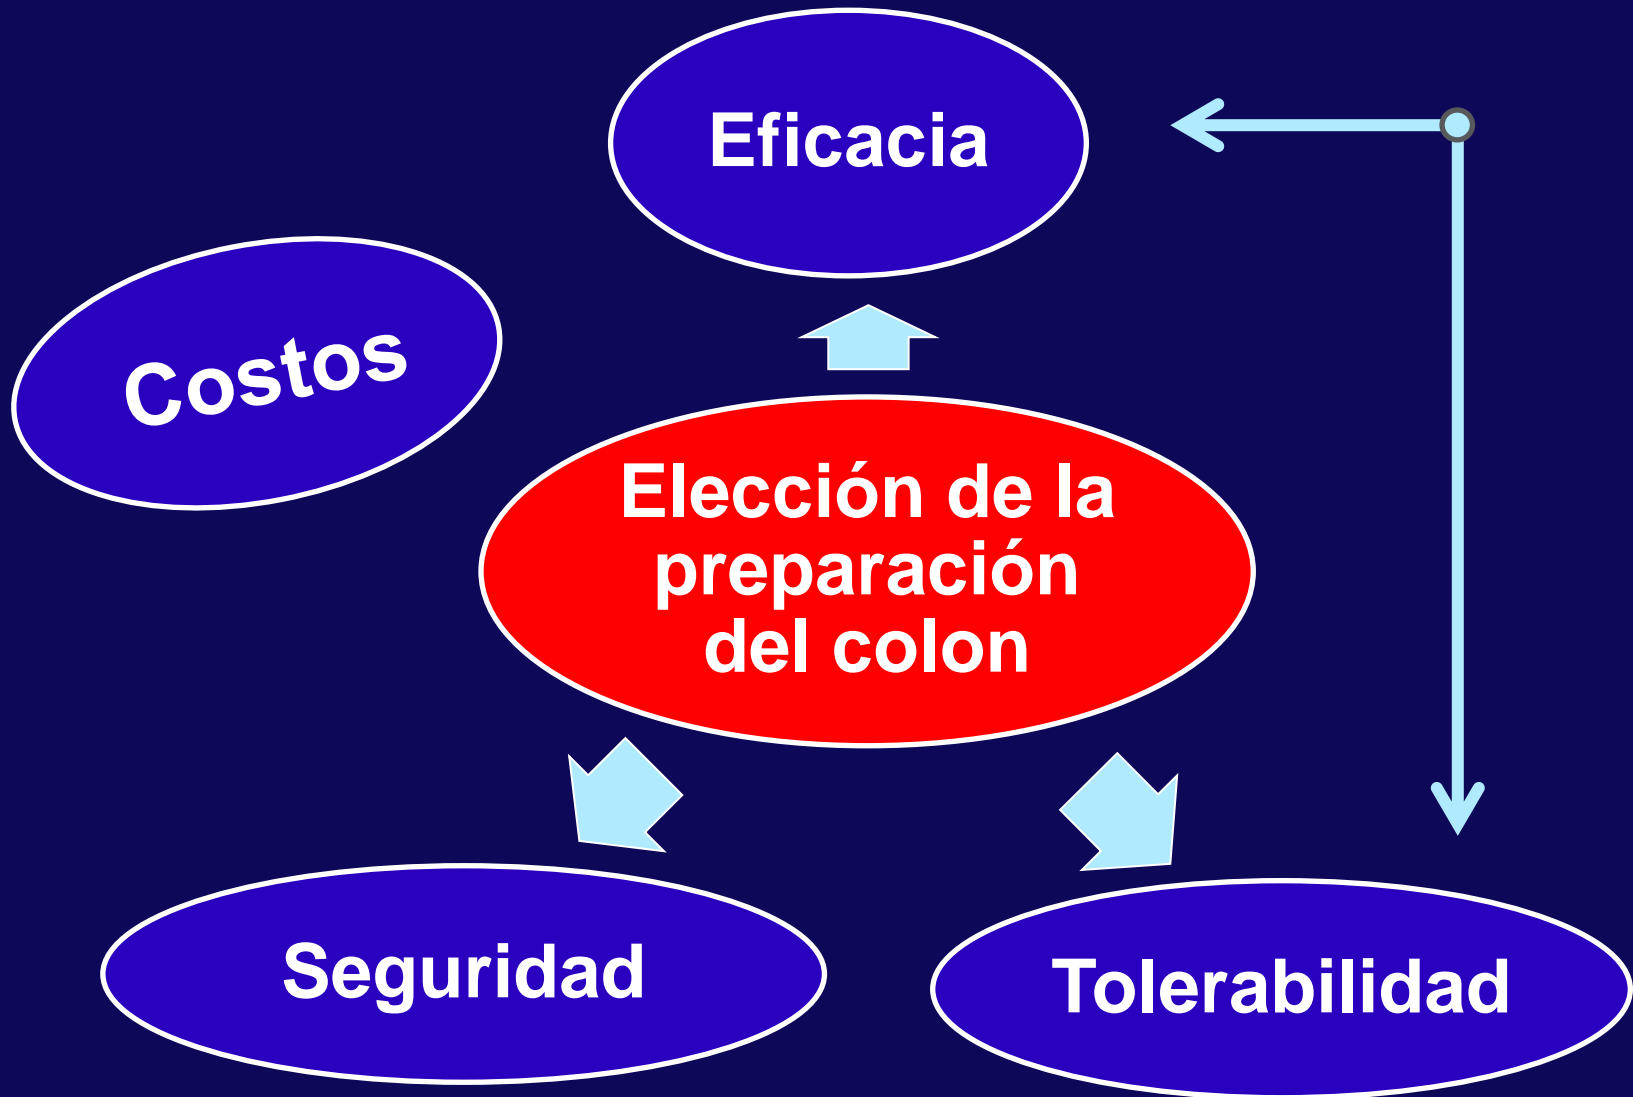 Eficacia
Costos
Elección de la
preparación
del colon
Seguridad
Tolerabilidad